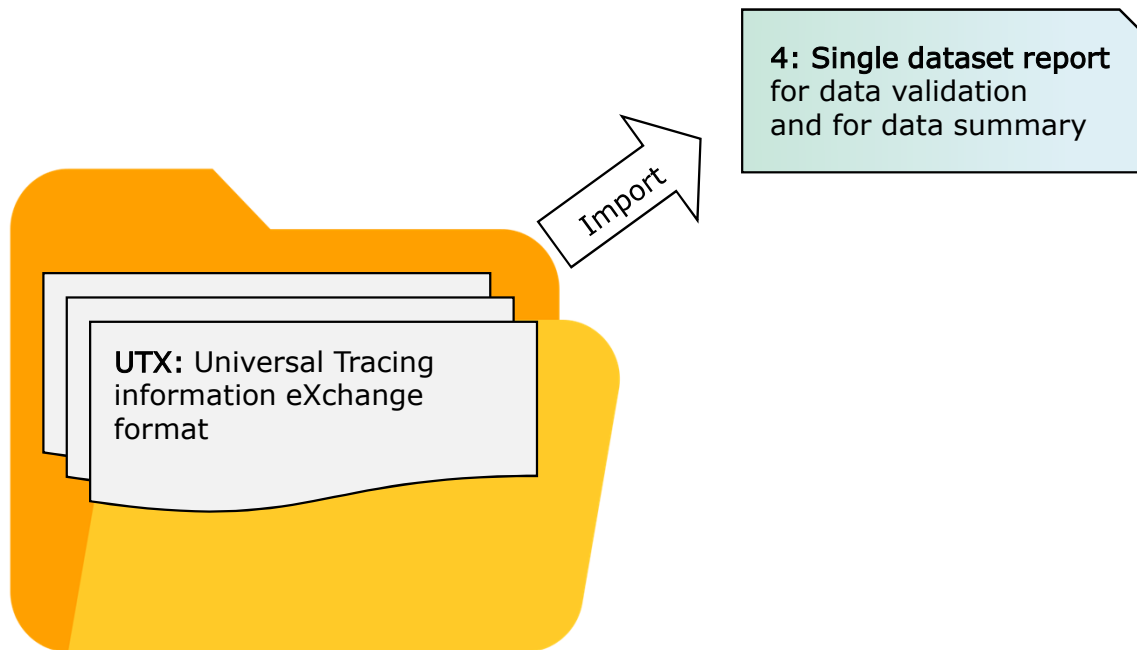 4: Single dataset report
for data validation
and for data summary
Import
UTX: Universal Tracing
information eXchange
format